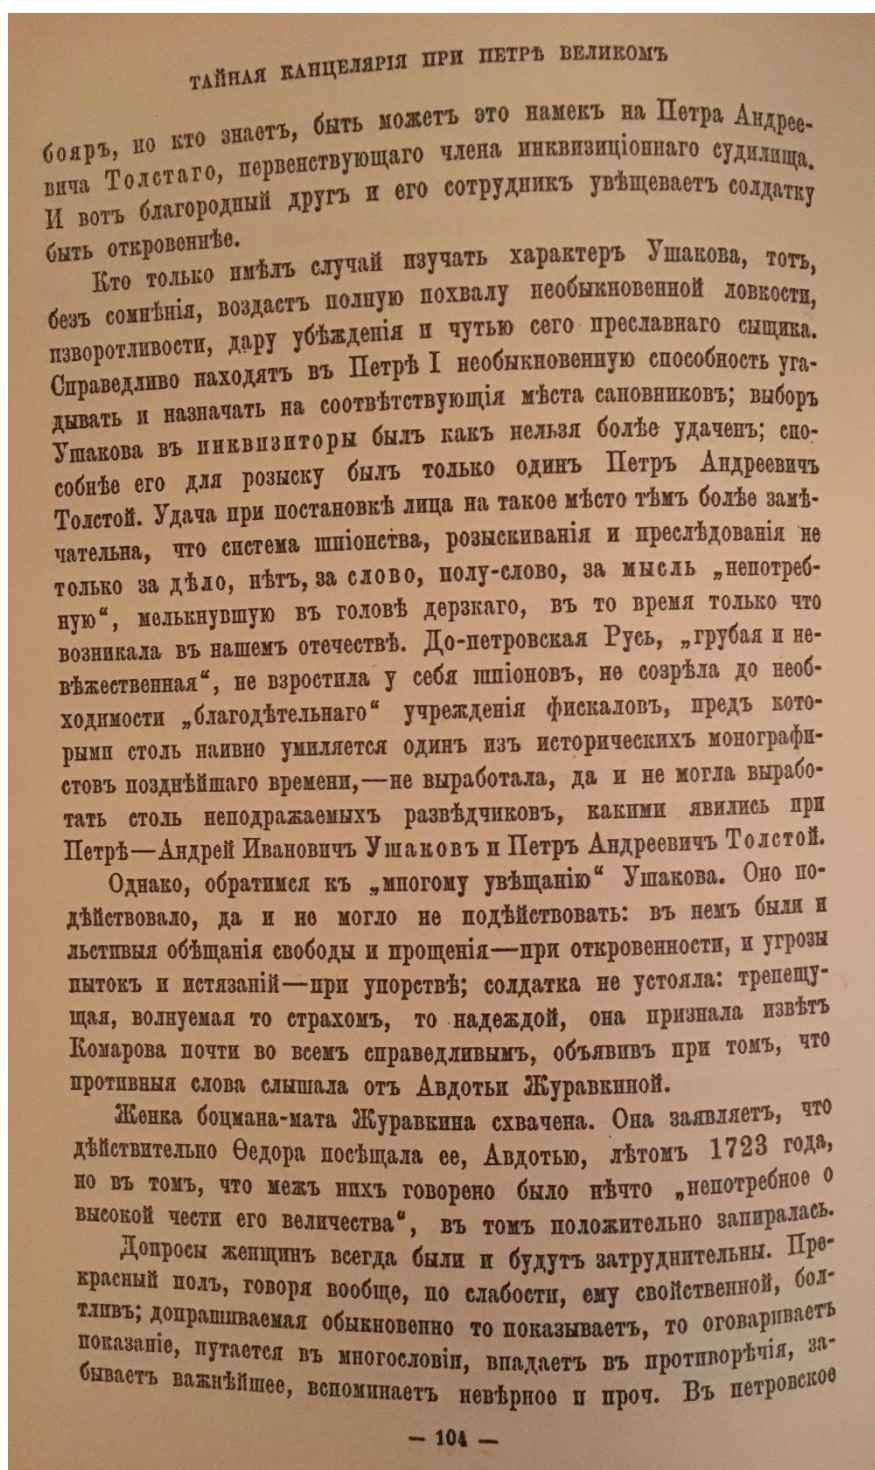 ТАЙНАЯ КАНЦЕЛЯРІЯ ПРИ ПЕТРѢ ВЕЛИКОМЪ
бояръ, но кто знаетъ, быть можетъ это намекъ на Петра Андрее-
вича Толстаго, первенствующаго члена инквизиціоннаго судилища.
И вотъ благородный другъ и его сотрудникъ увѣщеваетъ солдатку
быть откровеннѣе.
Кто только имѣлъ случай изучать характеръ Ушакова, тотъ,
безъ сомнѣнія, воздастъ полную похвалу необыкновенной ловкости,
изворотливости, дару убѣжденія и чутью сего преславнаго сыщика.
Справедливо находятъ въ Петрѣ I необыкновенную способность уга-
дывать и назначать на соотвѣтствующія мѣста сановниковъ; выборъ
Ушакова въ инквизиторы былъ какъ нельзя болѣе удаченъ; спо-
собнѣе его для розыску былъ только одинъ Петръ Андреевичъ
Толстой. Удача при постановкѣ лица на такое мѣсто тѣмъ болѣе замѣ-
чательна, что система шпіонства, розыскиванія и преслѣдованія не
только за дѣло, нѣтъ, за слово, полу-слово, за мысль „непотреб-
ную“, мелькнувшую въ головѣ дерзкаго, въ то время только что
возникала въ нашемъ отечествѣ. До-петровская Русь, „грубая и не-
вѣжественная“, не взростила у себя шпіоновъ, не созрѣла до необ-
ходимости „благодѣтельнаго“ учрежденія фискаловъ, предъ кото-
рыми столь наивно умиляется одинъ изъ историческихъ монографи-
стовъ позднѣйшаго времени,—не выработала, да и не могла вырабо-
тать столь неподражаемыхъ развѣдчиковъ, какими явились при
Петрѣ—Андрей Ивановичъ Ушаковъ и Петръ Андреевичъ Толстой.
Однако, обратимся къ „многому увѣщанію“ Ушакова. Оно по-
дѣйствовало, да и не могло не подѣйствовать: въ немъ были и
льстивыя обѣщанія свободы и прощенія—при откровенности, и угрозы
пытокъ и истязаній—при упорствѣ; солдатка не устояла: трепещу-
щая, волнуемая то страхомъ, то надеждой, она признала извѣтъ
Комарова почти во всемъ справедливымъ, объявивъ при томъ, что
противныя слова слышала отъ Авдотьи Журавкиной.
Женка боцмана-мата Журавкина схвачена. Она заявляетъ, что
дѣйствительно Ѳедора посѣщала ее, Авдотью, лѣтомъ 1723 года,
но въ томъ, что межъ нихъ говорено было нѣчто „непотребное о
высокой чести его величества“, въ томъ положительно запиралась.
Допросы женщинъ всегда были и будутъ затруднительны. Пре-
красный полъ, говоря вообще, по слабости, ему свойственной, бол-
тливъ; допрашиваемая обыкновенно то показываетъ, то оговариваетъ
показаніе, путается въ многословіи, впадаетъ въ противорѣчія, за-
бываетъ важнѣйшее, вспоминаетъ невѣрное и проч. Въ петровское
— 104 —